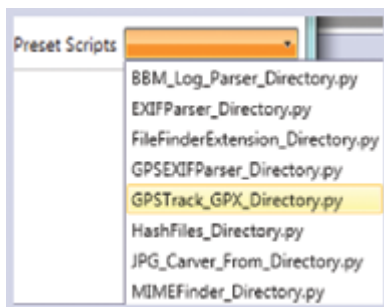 Preset Scripts
BBM_Log_Parser_Directory.py
EXIFParser_Directory.py
FileFinderExtension_Directory.py
GPSEXIFParser_Directory.py
GPSTrack_GPX_Directory.py
HashFiles_Directory.py
JPG_Carver_From_Directory.py
MIMEFinder_Directory.py